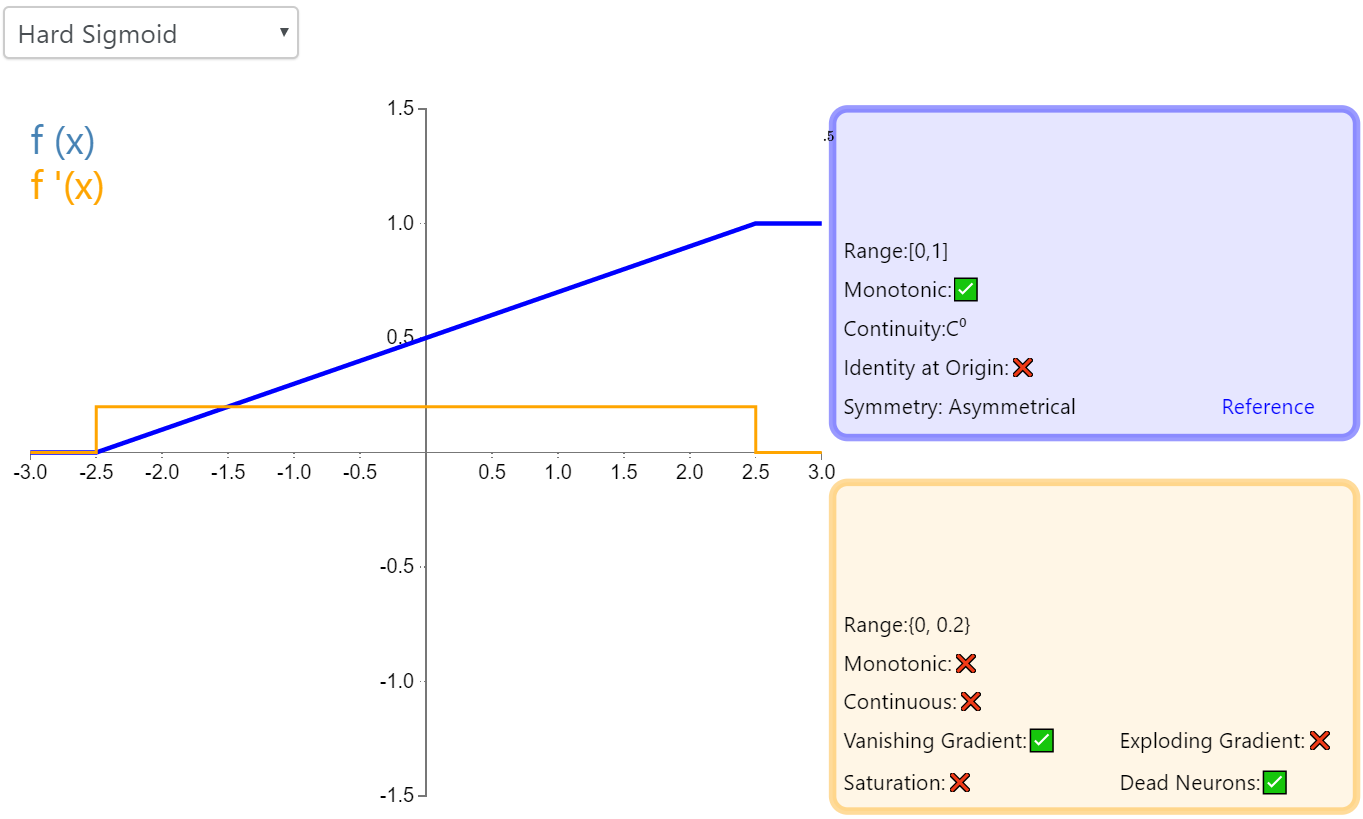 Hard Sigmoid ▼
f (x)
f '(x)
1.5
1.0
0.5
-3.0 -2.5 -2.0 -1.5 -1.0 -0.5 0.5 1.0 1.5 2.0 2.5 3.0
-0.5
-1.0
-1.5
.5
Range:[0,1]
Monotonic:✅
Continuity:C⁰
Identity at Origin:❌
Symmetry: Asymmetrical Reference
Range:{0, 0.2}
Monotonic:❌
Continuous:❌
Vanishing Gradient:✅ Exploding Gradient:❌
Saturation:❌ Dead Neurons:✅